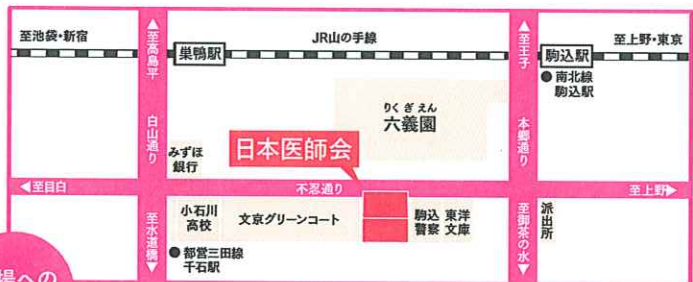 至池袋・新宿
▲至高島平
巣鴨駅
JR山の手線
▲至王子
駒込駅
至上野・東京
●南北線
駒込駅
白山通り
りくぎえん
六義園
本郷通り
みずほ
銀行
日本医師会
◀至目白
不忍通り
至上野▶
至水道橋▼
小石川
高校
文京グリーンコート
駒込
警察
東洋
文庫
至御茶の水▼
派出所
●都営三田線
千石駅
場への